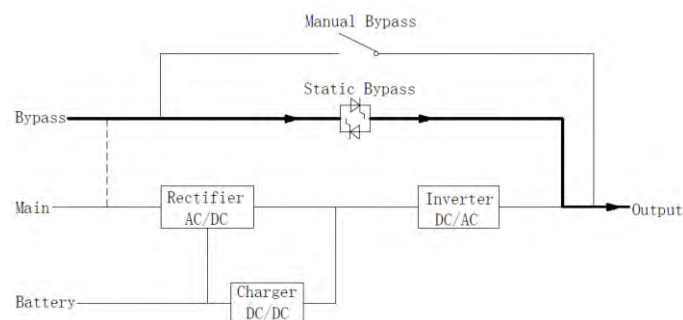 Manual Bypass
Static Bypass
Bypass
Rectifier
AC/DC
Inverter
DC/AC
Main
Output
Charger
DC/DC
Battery